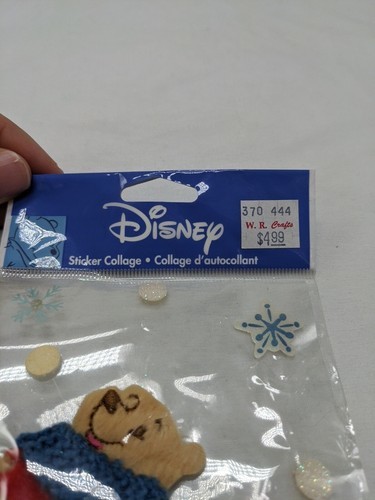 370 444
W. R. Crafts
$4.99
Disney
Sticker Collage • Collage d'autocollant